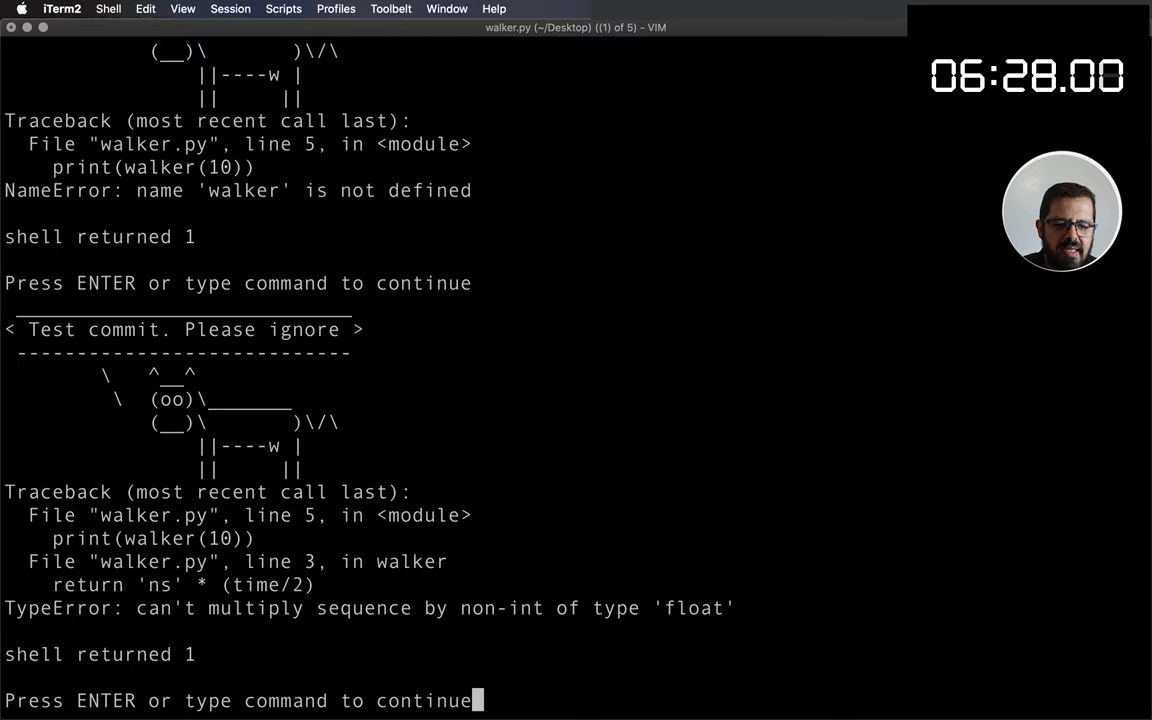 iTerm2 Shell Edit View Session Scripts Profiles Toolbelt Window Help
walker.py (~/Desktop) ((1) of 5) - VIM
06:28.00
            (__)\       )\/\
                ||----w |
                ||     ||
Traceback (most recent call last):
  File "walker.py", line 5, in <module>
    print(walker(10))
NameError: name 'walker' is not defined
shell returned 1
Press ENTER or type command to continue
 ____________________________
< Test commit. Please ignore >
 ----------------------------
        \   ^__^
         \  (oo)\_______
            (__)\       )\/\
                ||----w |
                ||     ||
Traceback (most recent call last):
  File "walker.py", line 5, in <module>
    print(walker(10))
  File "walker.py", line 3, in walker
    return 'ns' * (time/2)
TypeError: can't multiply sequence by non-int of type 'float'
shell returned 1
Press ENTER or type command to continue